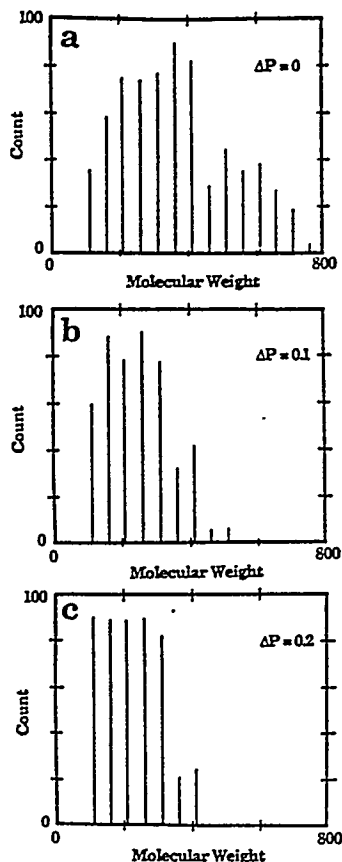 100
a
ΔP = 0
Count
0
800
Molecular Weight
100
b
ΔP = 0.1
Count
0
0
800
Molecular Weight
100
c
ΔP = 0.2
Count
0
0
800
Molecular Weight